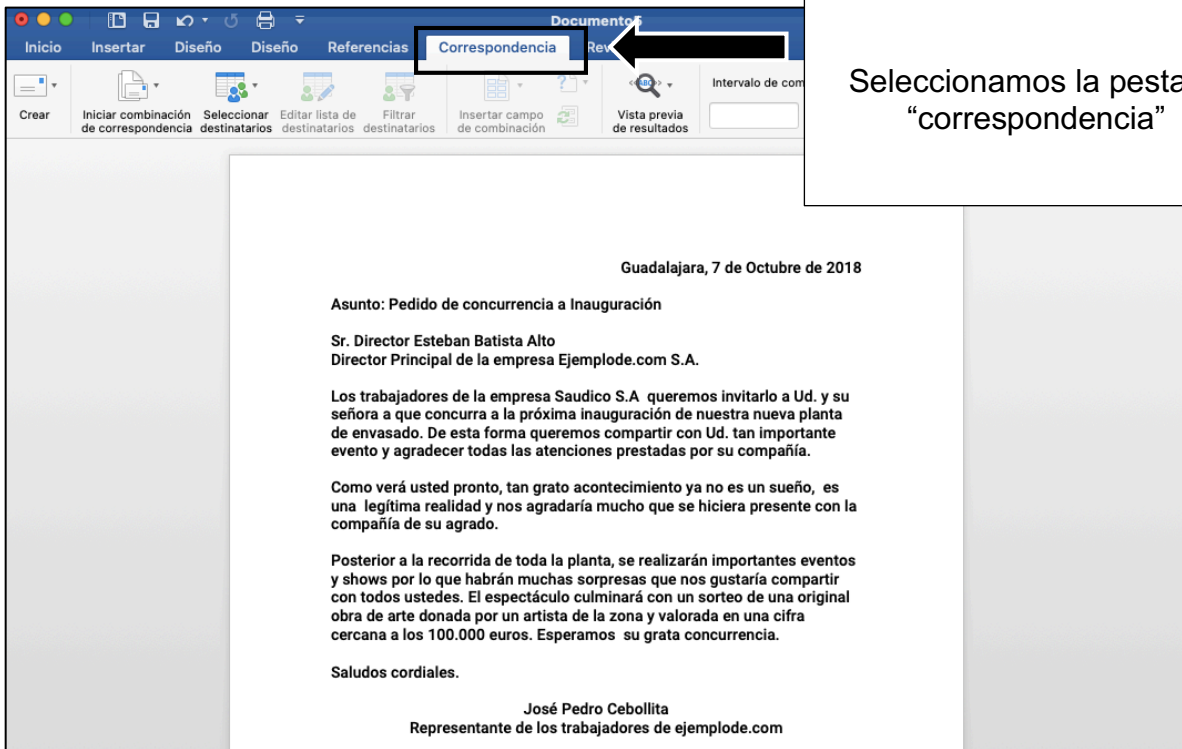 Documento5
Inicio Insertar Diseño Diseño Referencias Correspondencia Rev
Seleccionamos la pesta
“correspondencia”
Crear
Iniciar combinación
de correspondencia
Seleccionar
destinatarios
Editar lista de
destinatarios
Filtrar
destinatarios
Insertar campo
de combinación
ABC
Vista previa
de resultados
Intervalo de com
Guadalajara, 7 de Octubre de 2018
Asunto: Pedido de concurrencia a Inauguración
Sr. Director Esteban Batista Alto
Director Principal de la empresa Ejemplode.com S.A.
Los trabajadores de la empresa Saudico S.A queremos invitarlo a Ud. y su
señora a que concurra a la próxima inauguración de nuestra nueva planta
de envasado. De esta forma queremos compartir con Ud. tan importante
evento y agradecer todas las atenciones prestadas por su compañía.
Como verá usted pronto, tan grato acontecimiento ya no es un sueño, es
una legítima realidad y nos agradaría mucho que se hiciera presente con la
compañía de su agrado.
Posterior a la recorrida de toda la planta, se realizarán importantes eventos
y shows por lo que habrán muchas sorpresas que nos gustaría compartir
con todos ustedes. El espectáculo culminará con un sorteo de una original
obra de arte donada por un artista de la zona y valorada en una cifra
cercana a los 100.000 euros. Esperamos su grata concurrencia.
Saludos cordiales.
José Pedro Cebollita
Representante de los trabajadores de ejemplode.com